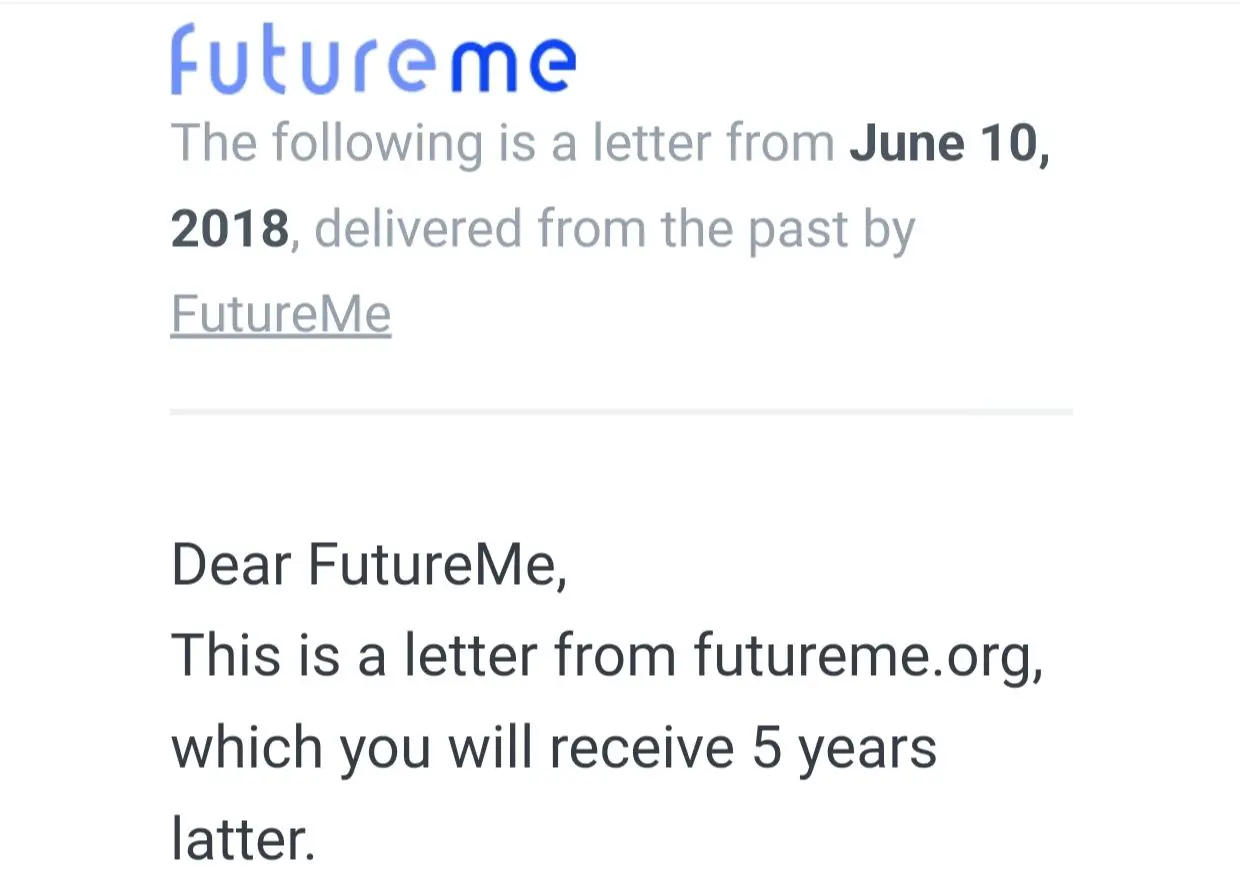 futureme
The following is a letter from June 10,
2018, delivered from the past by
FutureMe
Dear FutureMe,
This is a letter from futureme.org,
which you will receive 5 years
latter.